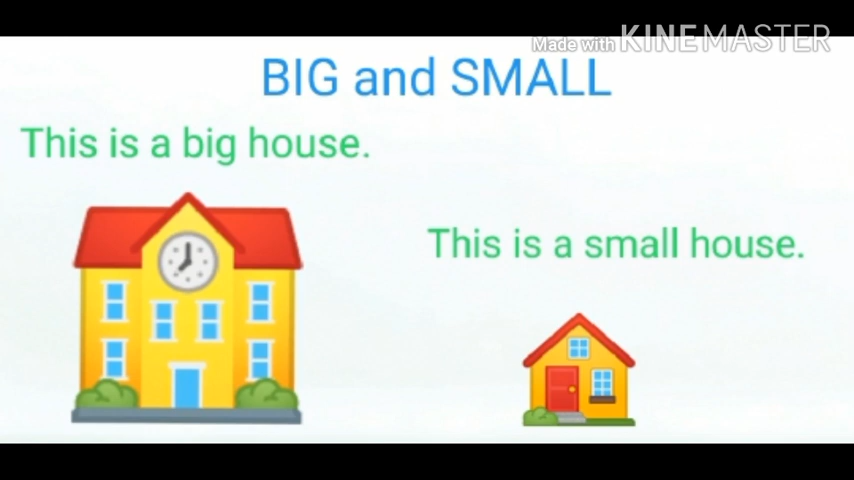 Made with KINEMASTER
BIG and SMALL
This is a big house.
This is a small house.